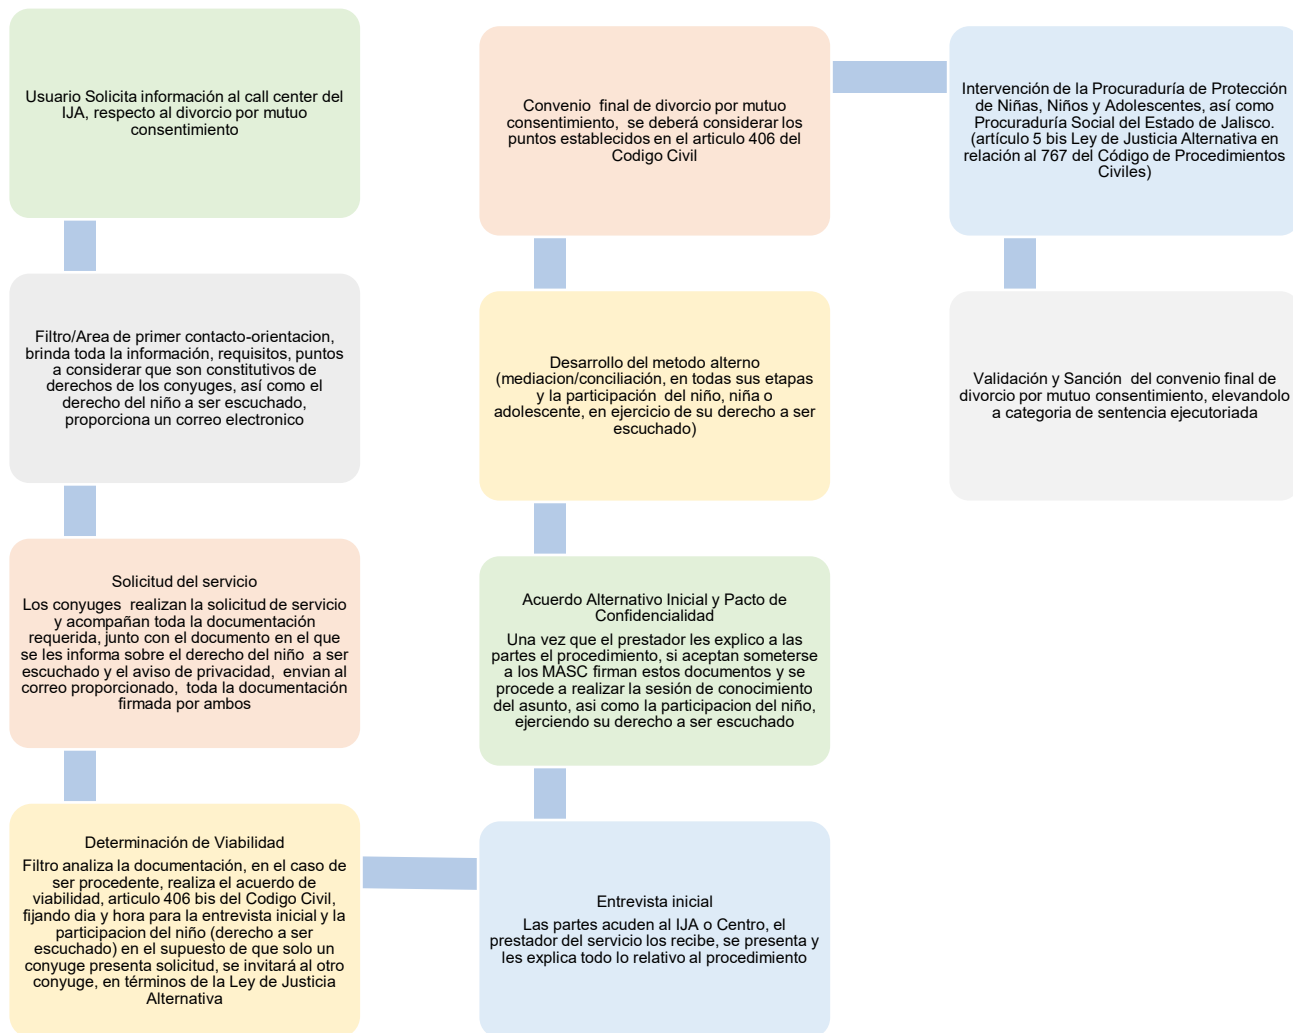 Usuario Solicita información al call center del
IJA, respecto al divorcio por mutuo
consentimiento
Filtro/Area de primer contacto-orientacion,
brinda toda la información, requisitos, puntos
a considerar que son constitutivos de
derechos de los conyuges, así como el
derecho del niño a ser escuchado,
proporciona un correo electronico
Solicitud del servicio
Los conyuges realizan la solicitud de servicio
y acompañan toda la documentación
requerida, junto con el documento en el que
se les informa sobre el derecho del niño a ser
escuchado y el aviso de privacidad, envian al
correo proporcionado, toda la documentación
firmada por ambos
Determinación de Viabilidad
Filtro analiza la documentación, en el caso de
ser procedente, realiza el acuerdo de
viabilidad, articulo 406 bis del Codigo Civil,
fijando dia y hora para la entrevista inicial y la
participacion del niño (derecho a ser
escuchado) en el supuesto de que solo un
conyuge presenta solicitud, se invitará al otro
conyuge, en términos de la Ley de Justicia
Alternativa
Entrevista inicial
Las partes acuden al IJA o Centro, el
prestador del servicio los recibe, se presenta y
les explica todo lo relativo al procedimiento
Acuerdo Alternativo Inicial y Pacto de
Confidencialidad
Una vez que el prestador les explico a las
partes el procedimiento, si aceptan someterse
a los MASC firman estos documentos y se
procede a realizar la sesión de conocimiento
del asunto, asi como la participacion del niño,
ejerciendo su derecho a ser escuchado
Desarrollo del metodo alterno
(mediacion/conciliación, en todas sus etapas
y la participación del niño, niña o
adolescente, en ejercicio de su derecho a ser
escuchado)
Convenio final de divorcio por mutuo
consentimiento, se deberá considerar los
puntos establecidos en el articulo 406 del
Codigo Civil
Intervención de la Procuraduría de Protección
de Niñas, Niños y Adolescentes, así como
Procuraduría Social del Estado de Jalisco.
(artículo 5 bis Ley de Justicia Alternativa en
relación al 767 del Código de Procedimientos
Civiles)
Validación y Sanción del convenio final de
divorcio por mutuo consentimiento, elevandolo
a categoria de sentencia ejecutoriada